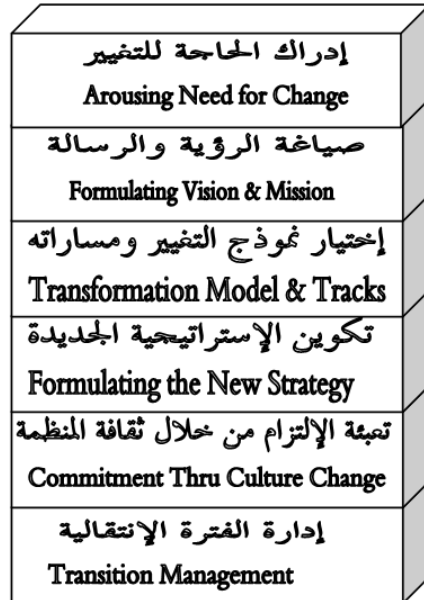 إدراك الحاجة للتغيير
Arousing Need for Change
صياغة الرؤية والرسالة
Formulating Vision & Mission
إختيار نموذج التغيير ومساراته
Transformation Model & Tracks
تكوين الإستراتيجية الجديدة
Formulating the New Strategy
تعبئة الإلتزام من خلال ثقافة المنظمة
Commitment Thru Culture Change
إدارة الفترة الإنتقالية
Transition Management